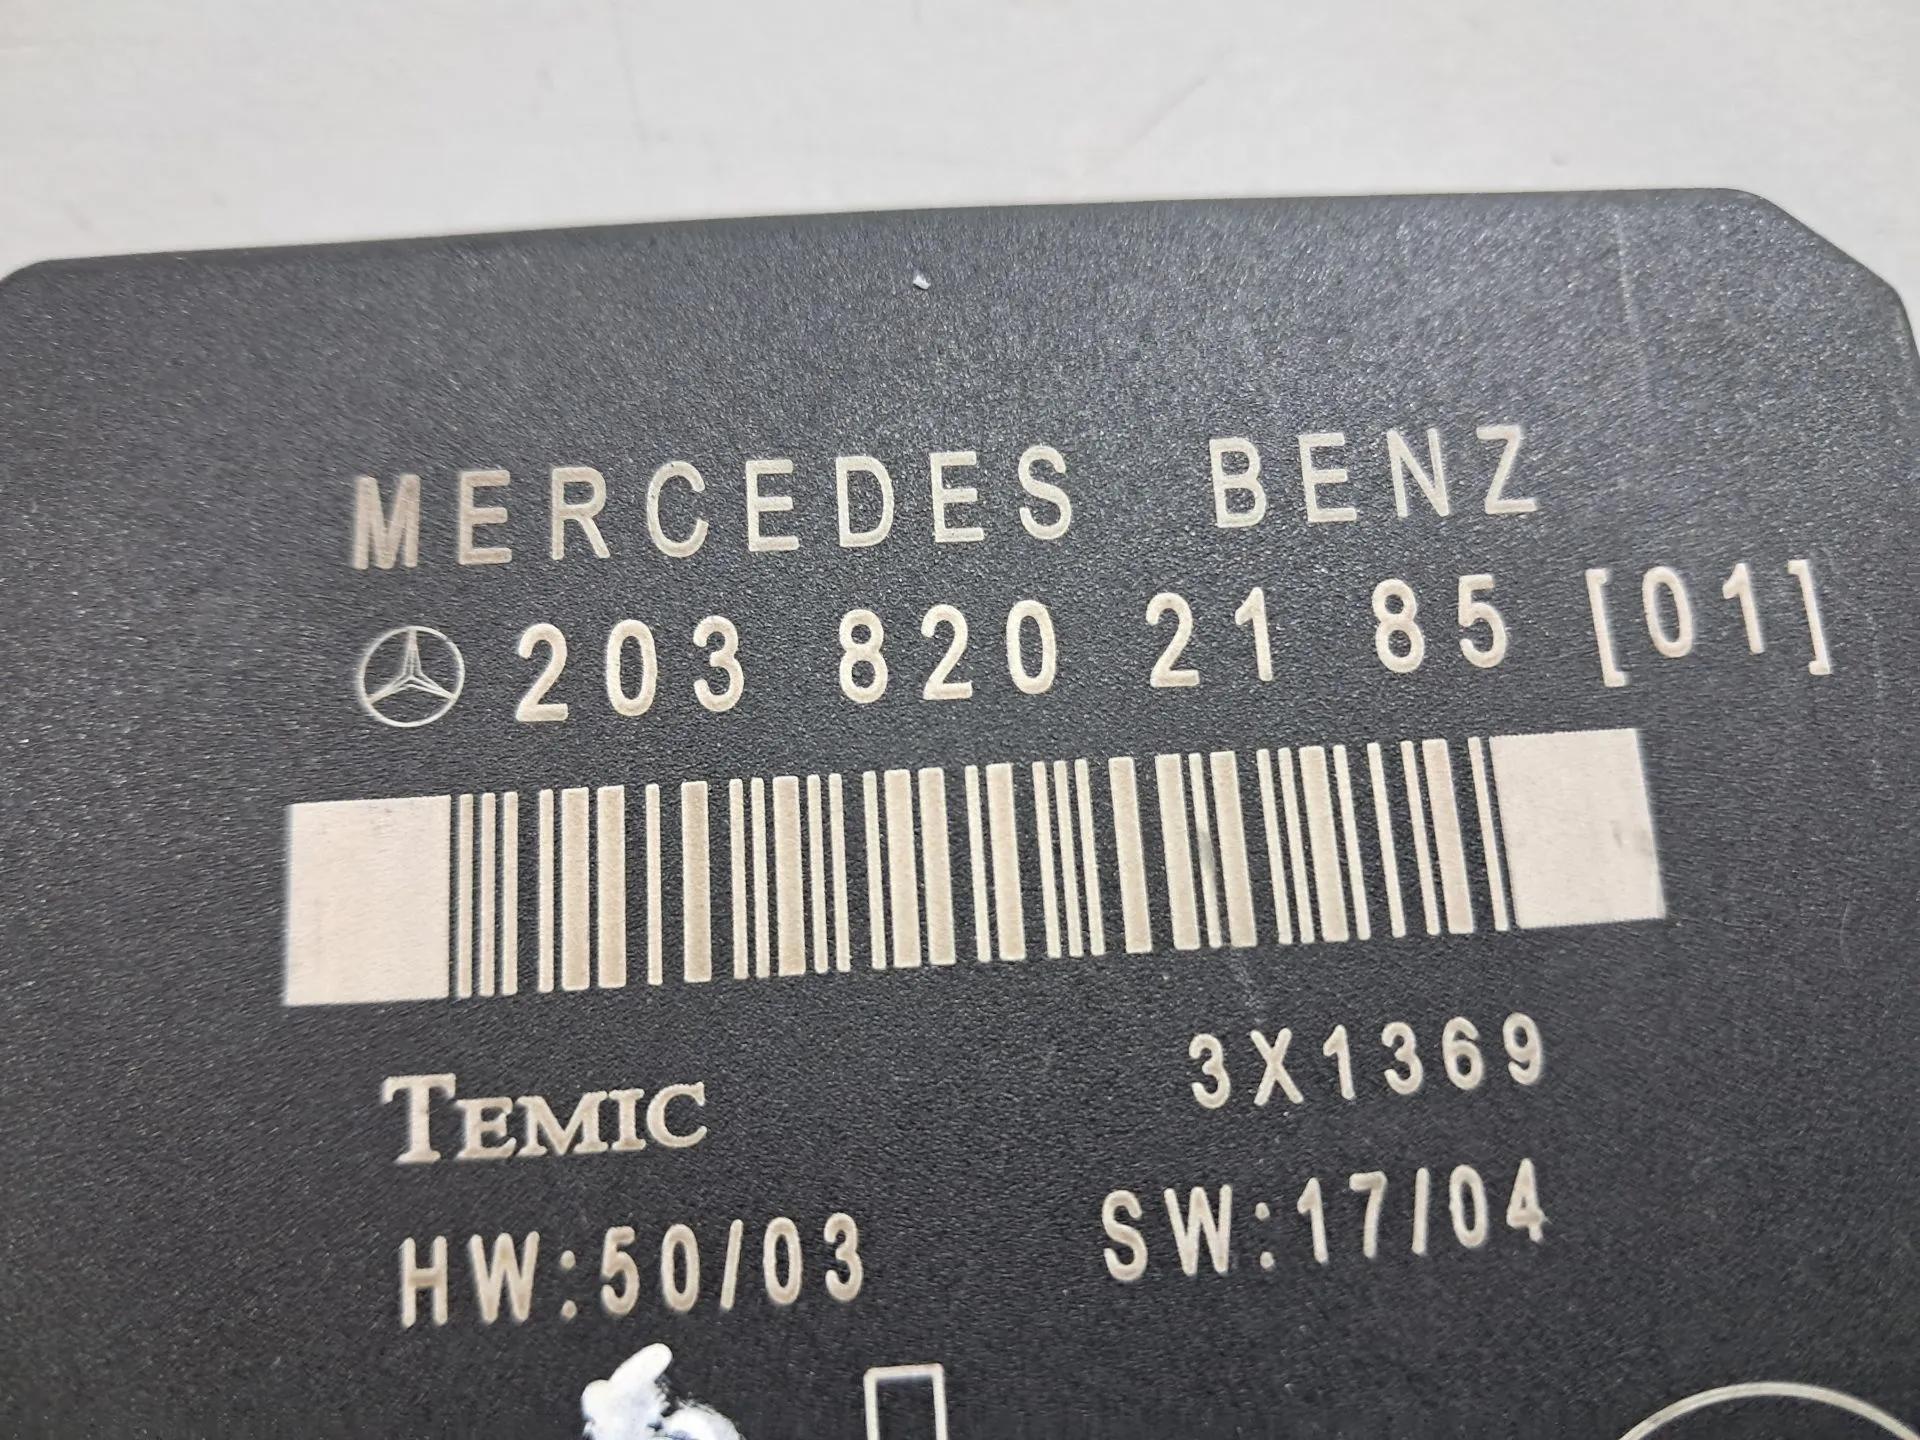 MERCEDES BENZ
203 820 21 85 [01]
TEMIC
3X1369
HW:50/03
SW:17/04